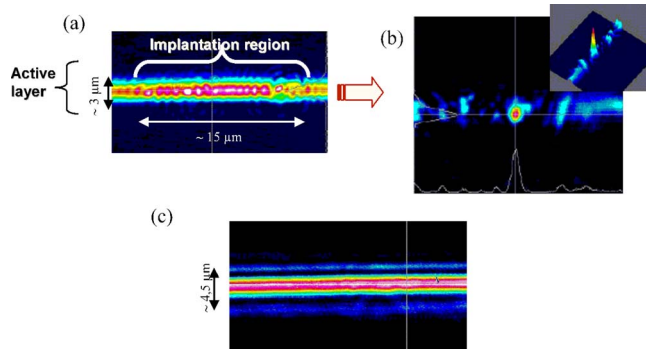 (a)
Implantation region
Active
layer
~ 3 µm
~ 15 µm
(b)
(c)
~ 4,5 µm